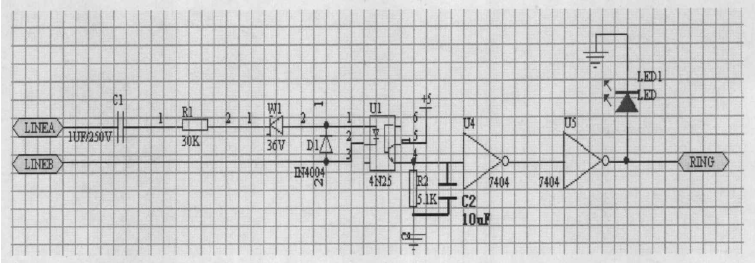 LINEA
1UF/250V
C1
1
R1
2
30K
1
W1
2
36V
1
D1
2
IN4004
LINEB
U1
1
2
3
6
5
4
4N25
+5
R2
5.1K
C2
10uF
U4
7404
U5
7404
LED1
LED
RING